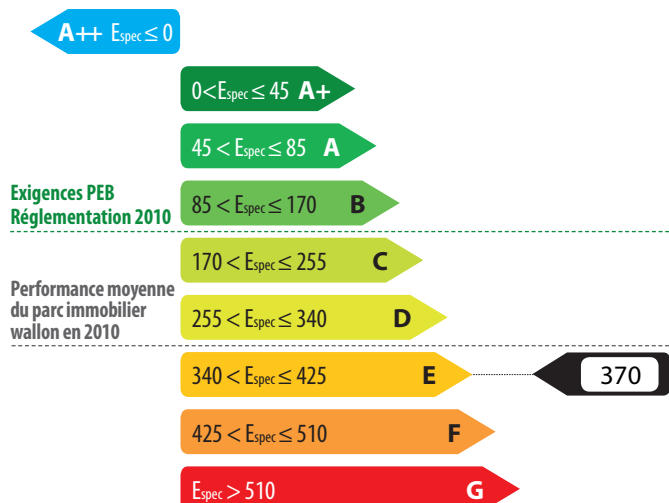 A++ Espec ≤ 0
0<Espec ≤ 45 A+
45 < Espec ≤ 85 A
Exigences PEB
Réglementation 2010
85 < Espec ≤ 170 B
170 < Espec ≤ 255 C
Performance moyenne
du parc immobilier
wallon en 2010
255 < Espec ≤ 340 D
340 < Espec ≤ 425 E
370
425 < Espec ≤ 510 F
Espec > 510 G